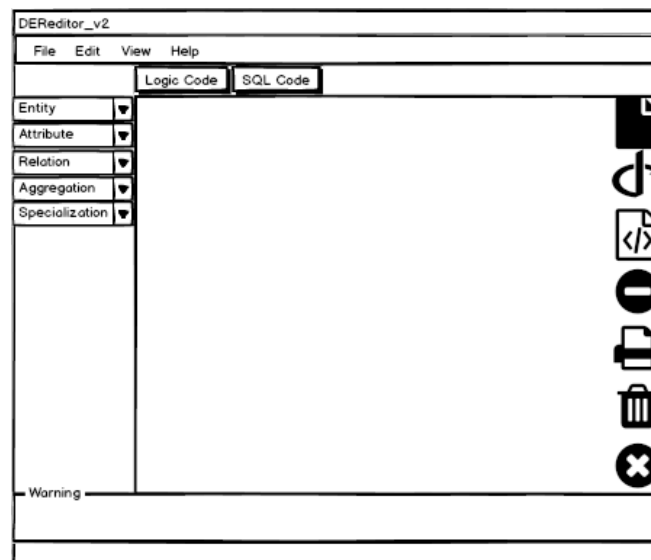 DEReditor_v2
File Edit View Help
Logic Code SQL Code
Entity
Attribute
Relation
Aggregation
Specialization
</>
Warning